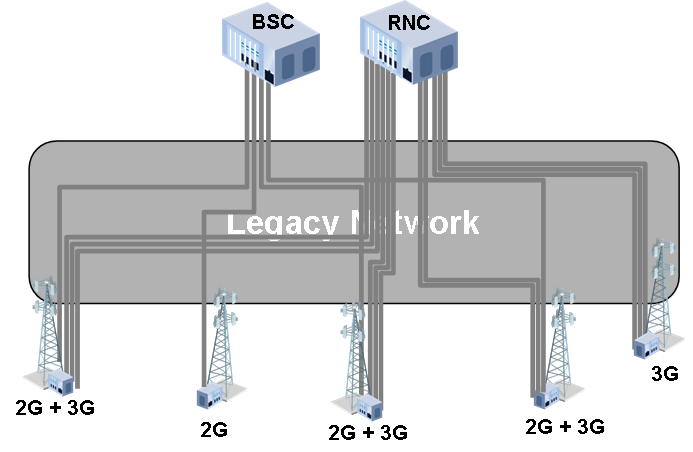 BSC
RNC
Legacy Network
3G
2G + 3G
2G
2G + 3G
2G + 3G